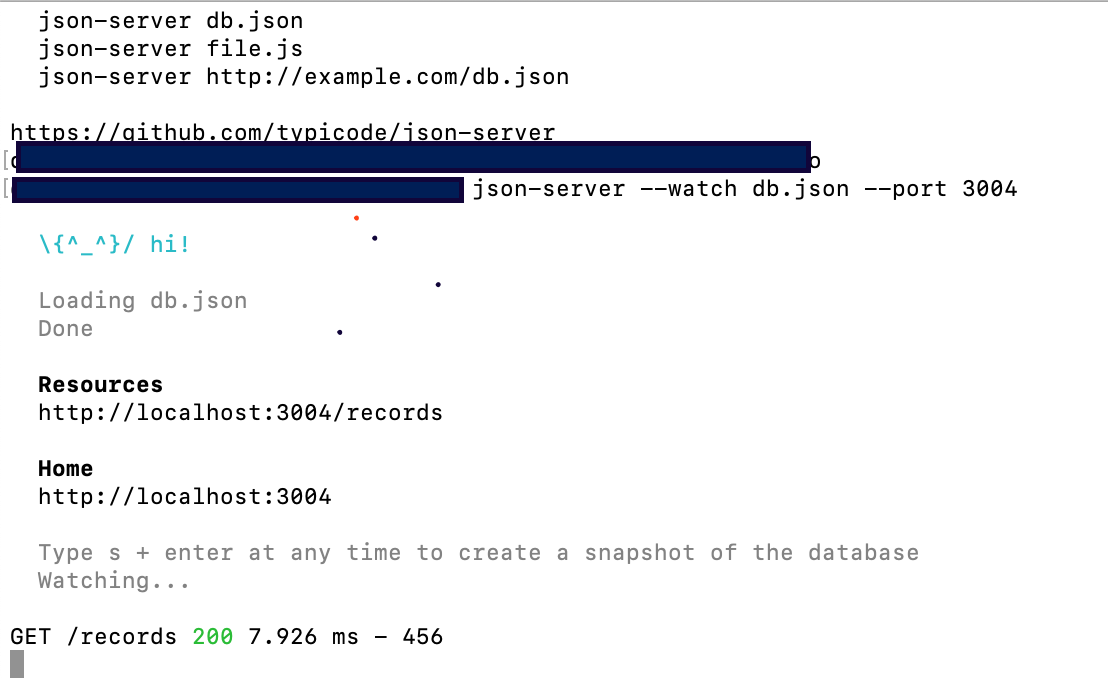 json-server db.json
json-server file.js
json-server http://example.com/db.json
https://github.com/typicode/json-server
[
[ json-server --watch db.json --port 3004
\{^_^}/ hi!
Loading db.json
Done
Resources
http://localhost:3004/records
Home
http://localhost:3004
Type s + enter at any time to create a snapshot of the database
Watching...
GET /records 200 7.926 ms - 456